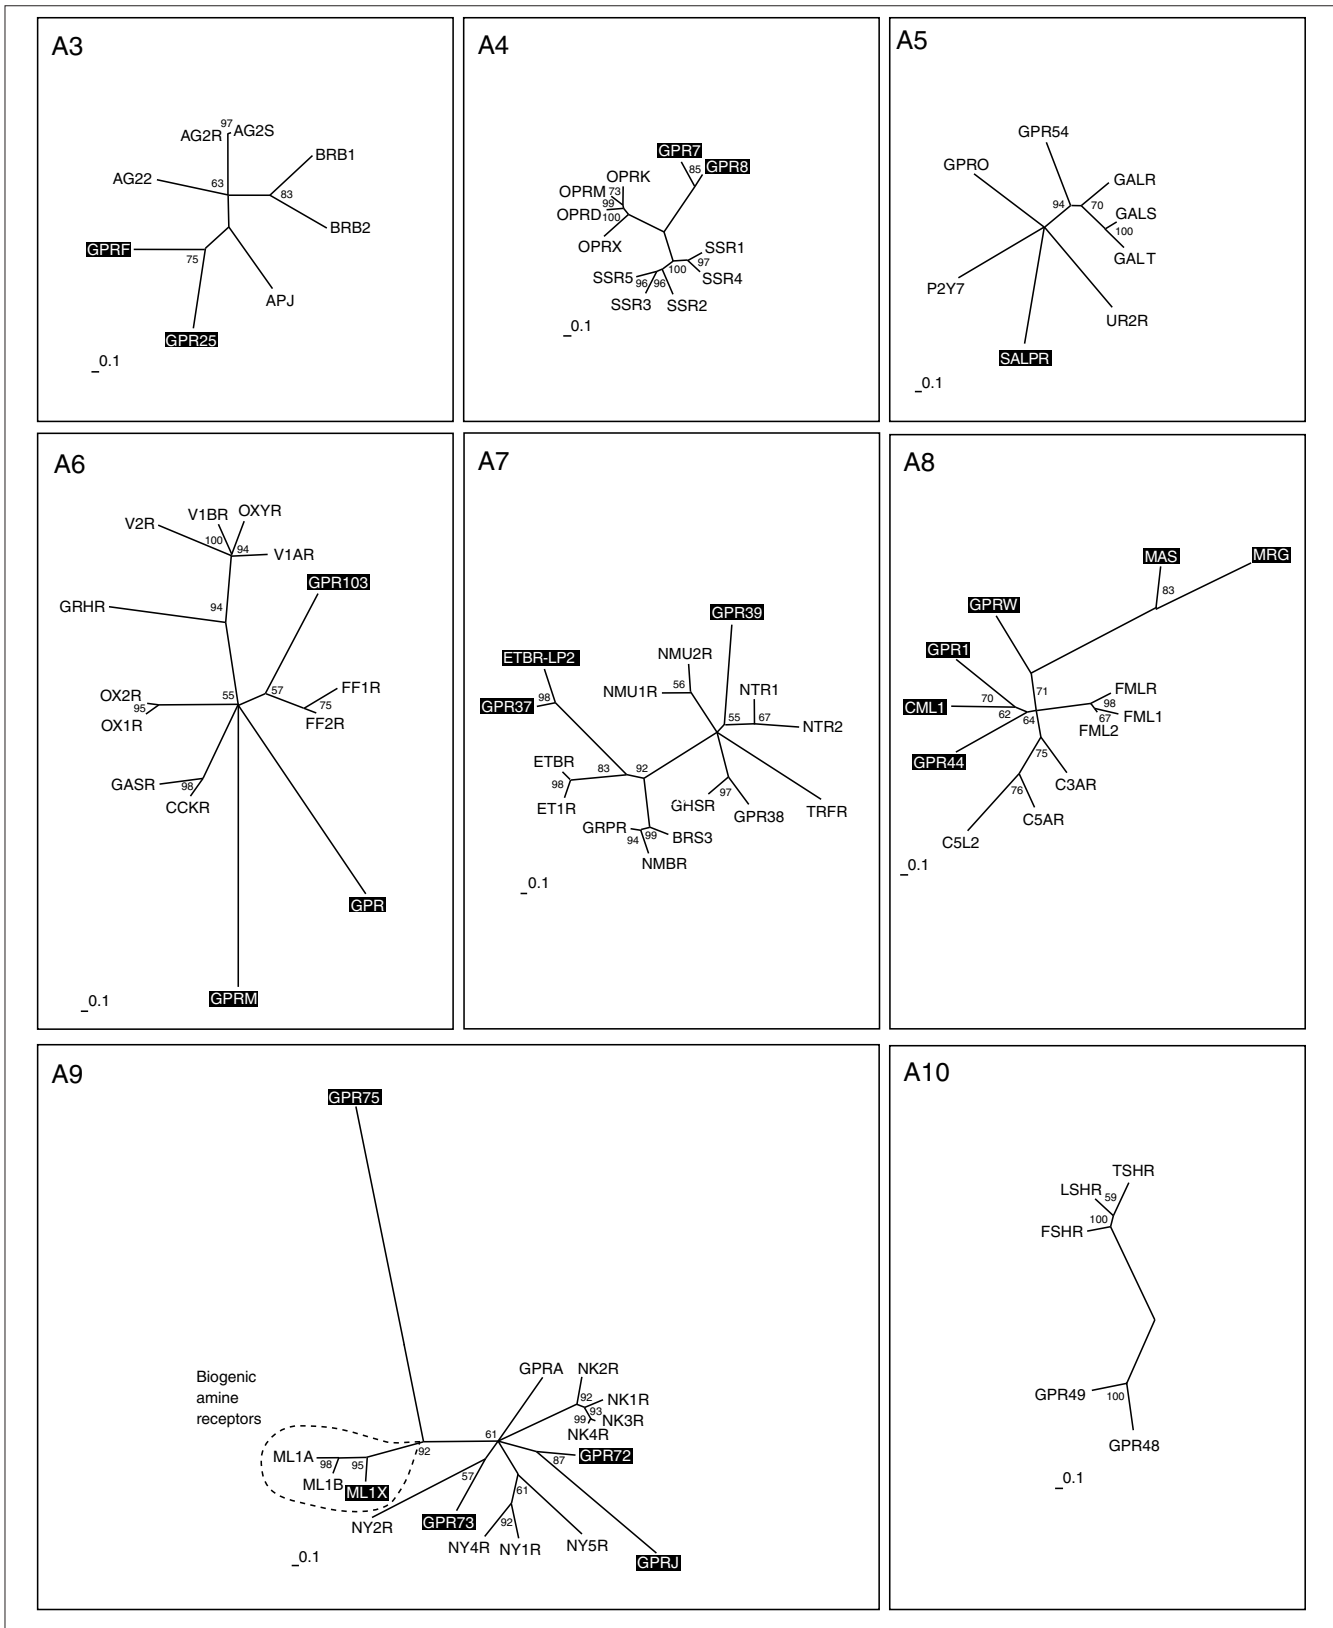 A3
97
AG2R
AG2S
BRB1
AG22
63
83
BRB2
GPRF
75
APJ
GPR25
_0.1
A4
GPR7
85
GPR8
OPRK
OPRM
73
99
OPRD
100
OPRX
SSR1
97
100
SSR5
SSR4
96
96
SSR3
SSR2
_0.1
A5
GPR54
GPRO
GALR
94
70
GALS
100
GALT
P2Y7
UR2R
SALPR
_0.1
A6
V1BR
OXYR
V2R
100
94
V1AR
GPR103
GRHR
94
OX2R
55
57
FF1R
95
75
OX1R
FF2R
GASR
98
CCKR
GPR
GPRM
_0.1
A7
GPR39
NMU2R
ETBR-LP2
NMU1R
56
NTR1
98
GPR37
55
67
NTR2
ETBR
83
92
98
ET1R
GHSR
97
GPR38
TRFR
GRPR
94
99
BRS3
NMBR
_0.1
A8
MAS
MRG
83
GPRW
GPR1
70
71
FMLR
98
CML1
62
64
67
FML1
FML2
GPR44
75
C3AR
76
C5AR
C5L2
_0.1
A9
GPR75
Biogenic
amine
receptors
GPRA
NK2R
92
NK1R
93
99
NK3R
61
NK4R
92
ML1A
98
95
87
GPR72
ML1B
ML1X
57
61
NY2R
GPR73
92
NY4R
NY1R
NY5R
GPRJ
_0.1
A10
TSHR
LSHR
59
100
FSHR
GPR49
100
GPR48
_0.1